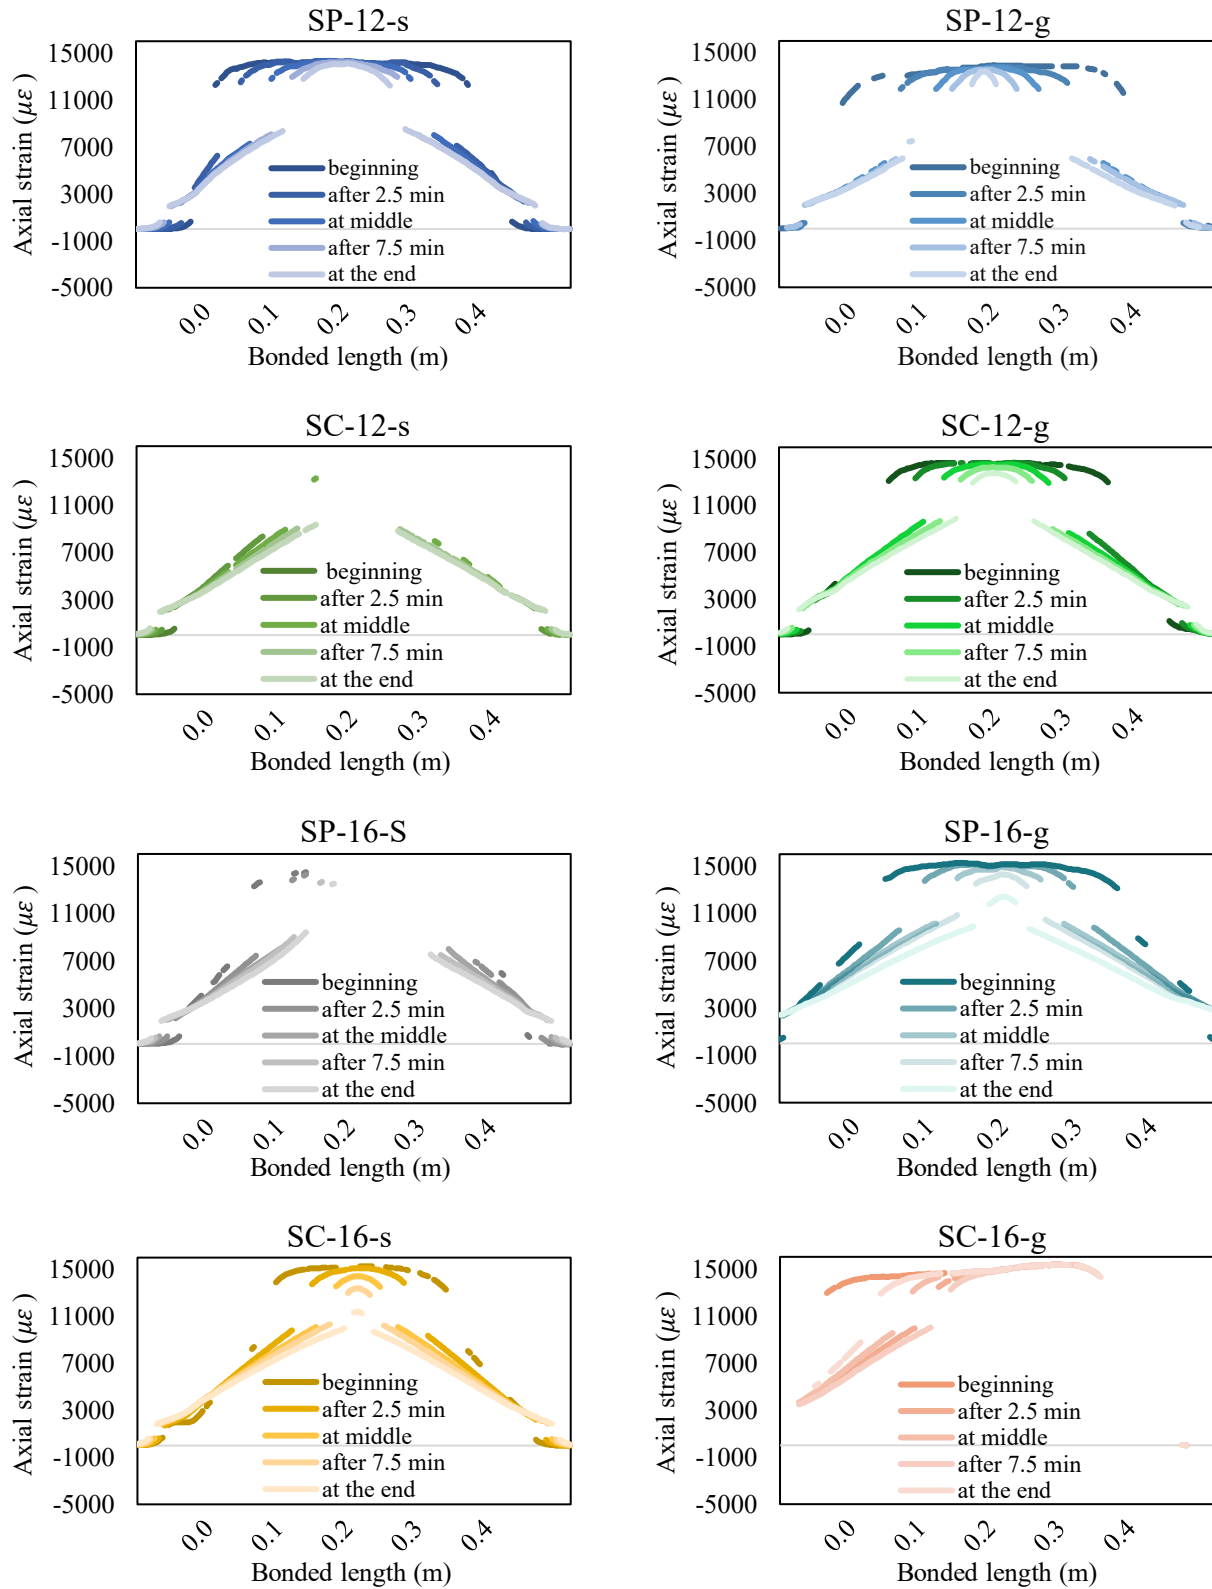 SP-12-s
Axial strain (με )
15000
11000
7000
3000
-1000
-5000
beginning
after 2.5 min
at middle
after 7.5 min
at the end
0.0 0.1 0.2 0.3 0.4
Bonded length (m)
SP-12-g
Axial strain (με )
15000
11000
7000
3000
-1000
-5000
beginning
after 2.5 min
at middle
after 7.5 min
at the end
0.0 0.1 0.2 0.3 0.4
Bonded length (m)
SC-12-s
Axial strain (με )
15000
11000
7000
3000
-1000
-5000
beginning
after 2.5 min
at middle
after 7.5 min
at the end
0.0 0.1 0.2 0.3 0.4
Bonded length (m)
SC-12-g
Axial strain (με )
15000
11000
7000
3000
-1000
-5000
beginning
after 2.5 min
at middle
after 7.5 min
at the end
0.0 0.1 0.2 0.3 0.4
Bonded length (m)
SP-16-S
Axial strain (με )
15000
11000
7000
3000
-1000
-5000
beginning
after 2.5 min
at the middle
after 7.5 min
at the end
0.0 0.1 0.2 0.3 0.4
Bonded length (m)
SP-16-g
Axial strain (με )
15000
11000
7000
3000
-1000
-5000
beginning
after 2.5 min
at middle
after 7.5 min
at the end
0.0 0.1 0.2 0.3 0.4
Bonded length (m)
SC-16-s
Axial strain (με )
15000
11000
7000
3000
-1000
-5000
beginning
after 2.5 min
at middle
after 7.5 min
at the end
0.0 0.1 0.2 0.3 0.4
Bonded length (m)
SC-16-g
Axial strain (με )
15000
11000
7000
3000
-1000
-5000
beginning
after 2.5 min
at middle
after 7.5 min
at the end
0.0 0.1 0.2 0.3 0.4
Bonded length (m)